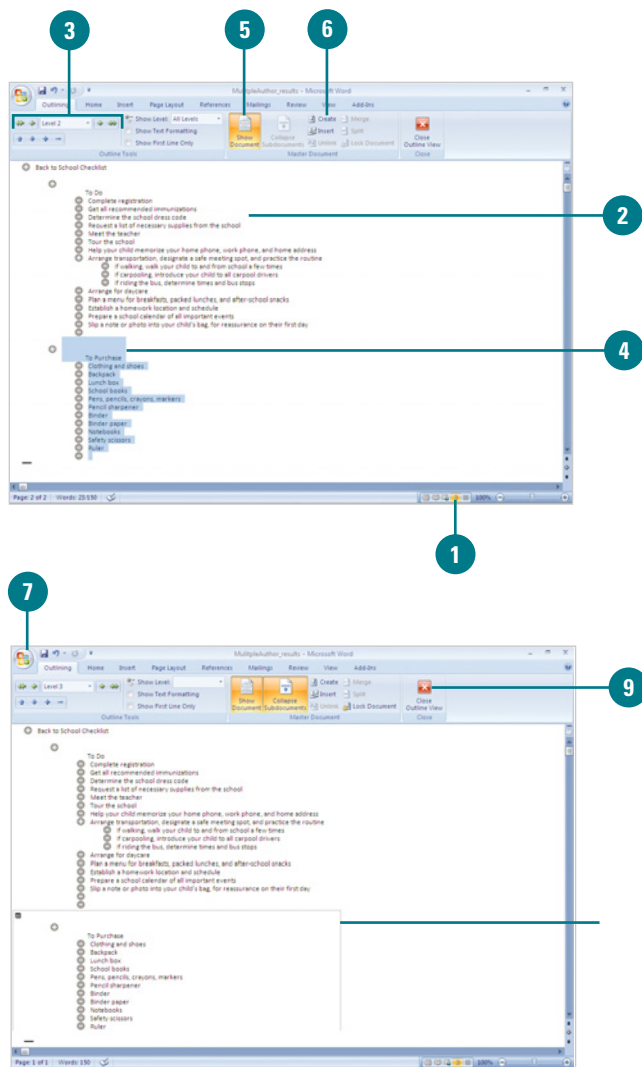 3
5
6
MulitpleAuthor_results - Microsoft Word
Outlining Home Insert Page Layout References Mailings Review View Add-Ins
Level 2 Show Level: All Levels Show Document Collapse Subdocuments Create Merge
Show Text Formatting Insert Split
Show First Line Only Unlink Lock Document Close Outline View
Outline Tools Master Document Close
Back to School Checklist
To Do
Complete registration
Get all recommended immunizations
Determine the school dress code
Request a list of necessary supplies from the school
Meet the teacher
Tour the school
Help your child memorize your home phone, work phone, and home address
Arrange transportation, designate a safe meeting spot, and practice the routine
If walking, walk your child to and from school a few times
If carpooling, introduce your child to all carpool drivers
If riding the bus, determine times and bus stops
Arrange for daycare
Plan a menu for breakfasts, packed lunches, and after-school snacks
Establish a homework location and schedule
Prepare a school calendar of all important events
Slip a note or photo into your child's bag, for reassurance on their first day
2
To Purchase
4
Clothing and shoes
Backpack
Lunch box
School books
Pens, pencils, crayons, markers
Pencil sharpener
Binder
Binder paper
Notebooks
Safety scissors
Ruler
Page: 2 of 2 Words: 23/150 100%
1
7
MulitpleAuthor_results - Microsoft Word
Outlining Home Insert Page Layout References Mailings Review View Add-Ins
Level 3 Show Level: Show Document Collapse Subdocuments Create Merge
Show Text Formatting Insert Split
Show First Line Only Unlink Lock Document Close Outline View
Outline Tools Master Document Close
9
Back to School Checklist
To Do
Complete registration
Get all recommended immunizations
Determine the school dress code
Request a list of necessary supplies from the school
Meet the teacher
Tour the school
Help your child memorize your home phone, work phone, and home address
Arrange transportation, designate a safe meeting spot, and practice the routine
If walking, walk your child to and from school a few times
If carpooling, introduce your child to all carpool drivers
If riding the bus, determine times and bus stops
Arrange for daycare
Plan a menu for breakfasts, packed lunches, and after-school snacks
Establish a homework location and schedule
Prepare a school calendar of all important events
Slip a note or photo into your child's bag, for reassurance on their first day
To Purchase
Clothing and shoes
Backpack
Lunch box
School books
Pens, pencils, crayons, markers
Pencil sharpener
Binder
Binder paper
Notebooks
Safety scissors
Ruler
Page: 1 of 1 Words: 150 100%